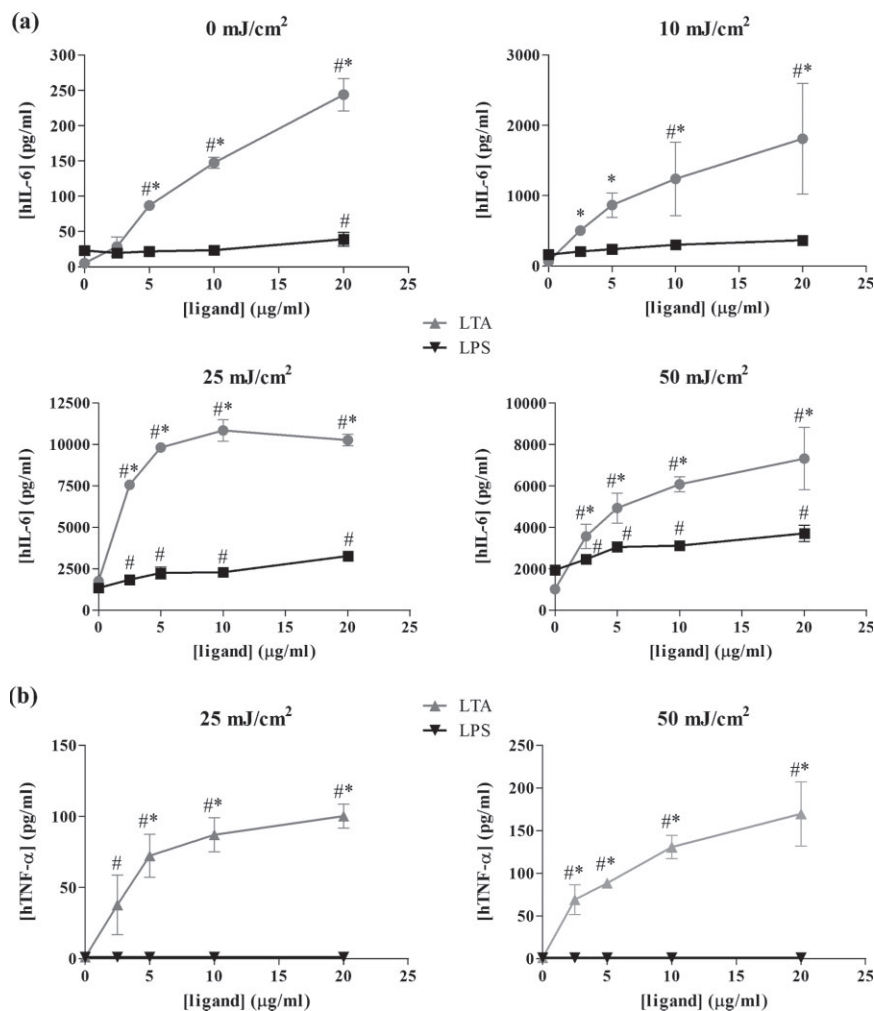 (a)
0 mJ/cm²
[hIL-6] (pg/ml)
300
250
200
150
100
50
0
#*
#*
#*
#
0 5 10 15 20 25
[ligand] (μg/ml)
10 mJ/cm²
[hIL-6] (pg/ml)
3000
2000
1000
0
*
*
#*
#*
0 5 10 15 20 25
[ligand] (μg/ml)
LTA
LPS
25 mJ/cm²
[hIL-6] (pg/ml)
12500
10000
7500
5000
2500
0
#*
#*
#*
#*
#
#
#
#
0 5 10 15 20 25
[ligand] (μg/ml)
50 mJ/cm²
[hIL-6] (pg/ml)
10000
8000
6000
4000
2000
0
#*
#*
#*
#*
#
#
#
#
0 5 10 15 20 25
[ligand] (μg/ml)
(b)
25 mJ/cm²
[hTNF-α] (pg/ml)
150
100
50
0
#
#*
#*
#*
0 5 10 15 20 25
[ligand] (μg/ml)
LTA
LPS
50 mJ/cm²
[hTNF-α] (pg/ml)
250
200
150
100
50
0
#*
#*
#*
#*
0 5 10 15 20 25
[ligand] (μg/ml)